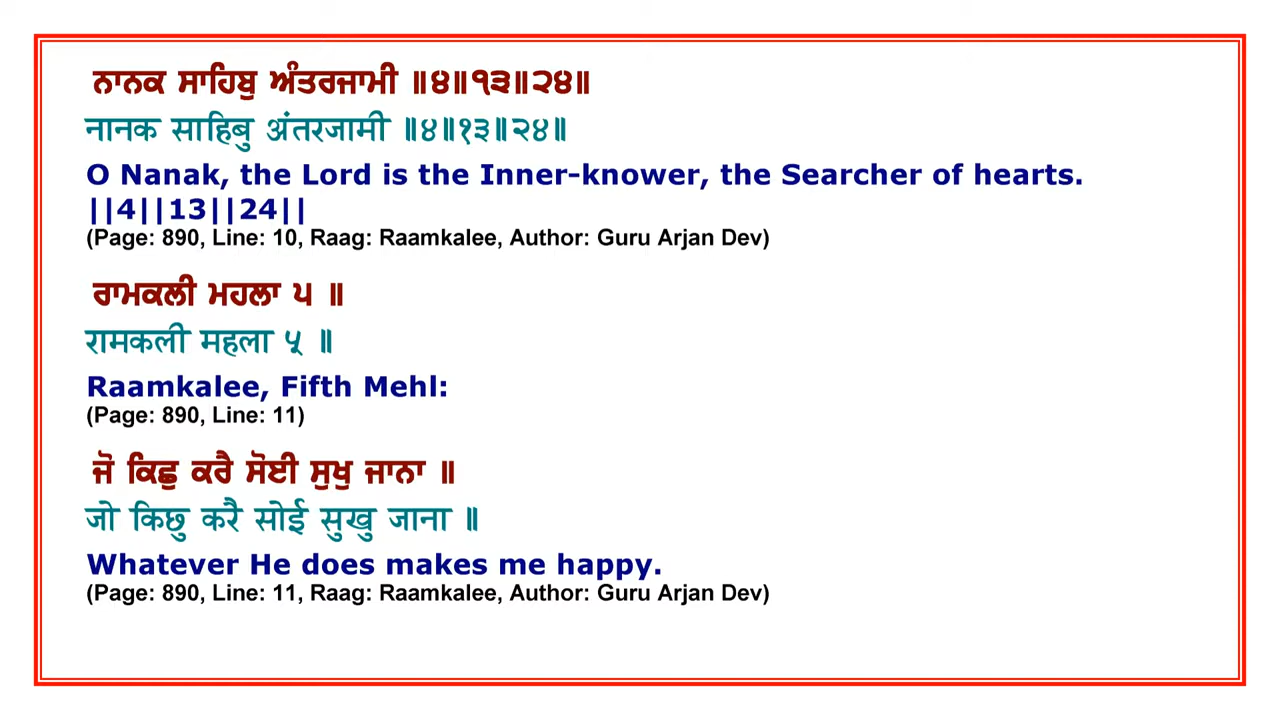 ਨਾਨਕ ਸਾਹਿਬੁ ਅੰਤਰਜਾਮੀ ॥੪॥੧੩॥੨੪॥
नानक साहिबु अंतरजामी ॥४॥१३॥२४॥
O Nanak, the Lord is the Inner-knower, the Searcher of hearts.
||4||13||24||
(Page: 890, Line: 10, Raag: Raamkalee, Author: Guru Arjan Dev)
ਰਾਮਕਲੀ ਮਹਲਾ ੫ ॥
रामकली महला ५ ॥
Raamkalee, Fifth Mehl:
(Page: 890, Line: 11)
ਜੋ ਕਿਛੁ ਕਰੈ ਸੋਈ ਸੁਖੁ ਜਾਨਾ ॥
जो किछु करै सोई सुखु जाना ॥
Whatever He does makes me happy.
(Page: 890, Line: 11, Raag: Raamkalee, Author: Guru Arjan Dev)